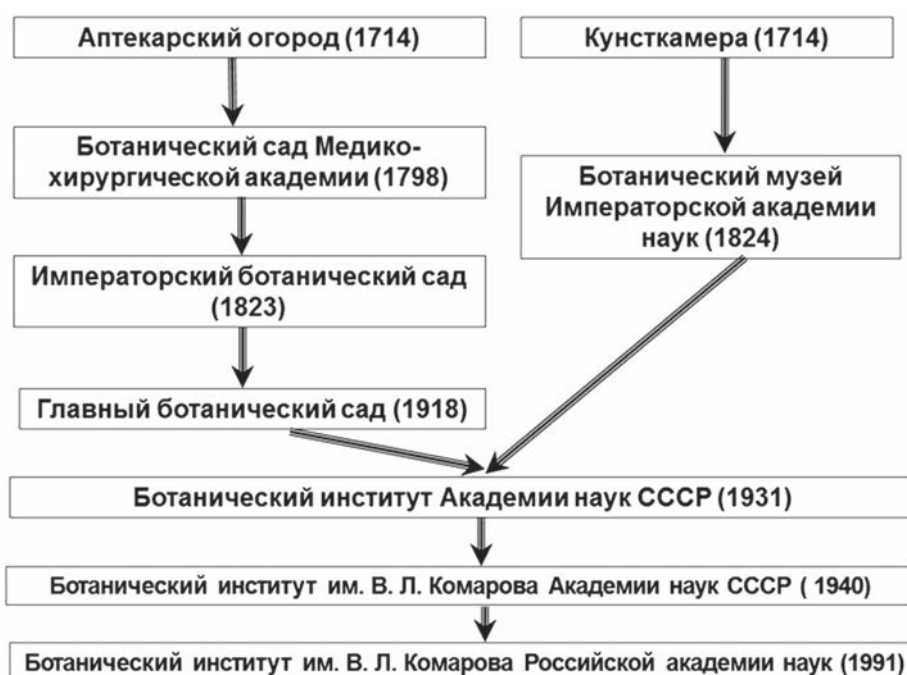 Аптекарский огород (1714)
Кунсткамера (1714)
Ботанический сад Медико-
хирургической академии (1798)
Ботанический музей
Императорской академии
наук (1824)
Императорский ботанический сад
(1823)
Главный ботанический сад (1918)
Ботанический институт Академии наук СССР (1931)
Ботанический институт им. В. Л. Комарова Академии наук СССР ( 1940)
Ботанический институт им. В. Л. Комарова Российской академии наук (1991)